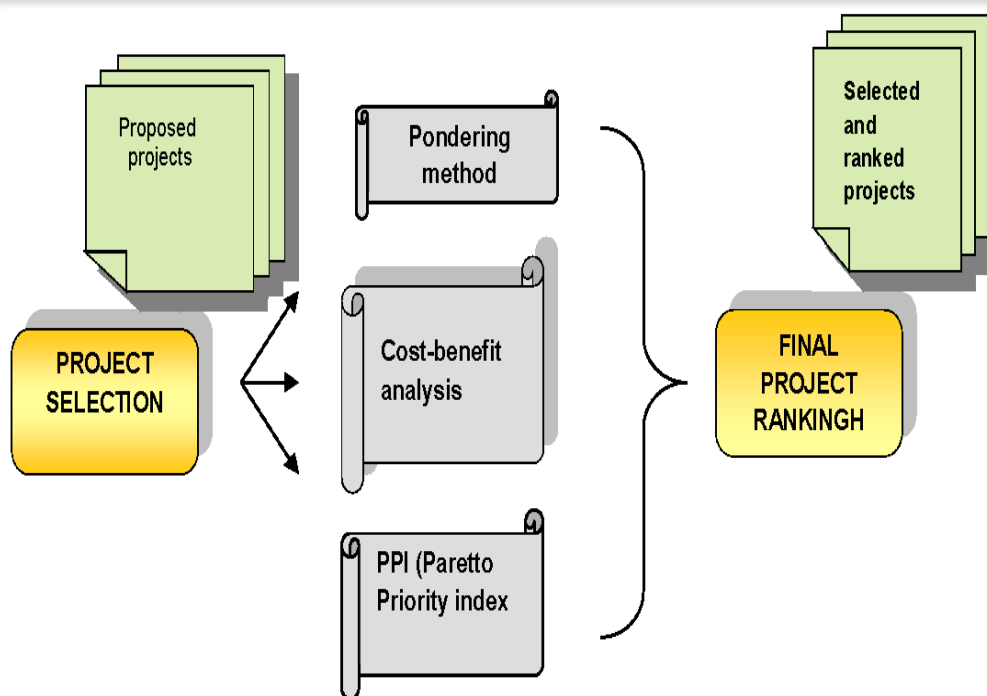 Proposed
projects
PROJECT
SELECTION
Pondering
method
Cost-benefit
analysis
PPI (Paretto
Priority index
Selected
and
ranked
projects
FINAL
PROJECT
RANKINGH